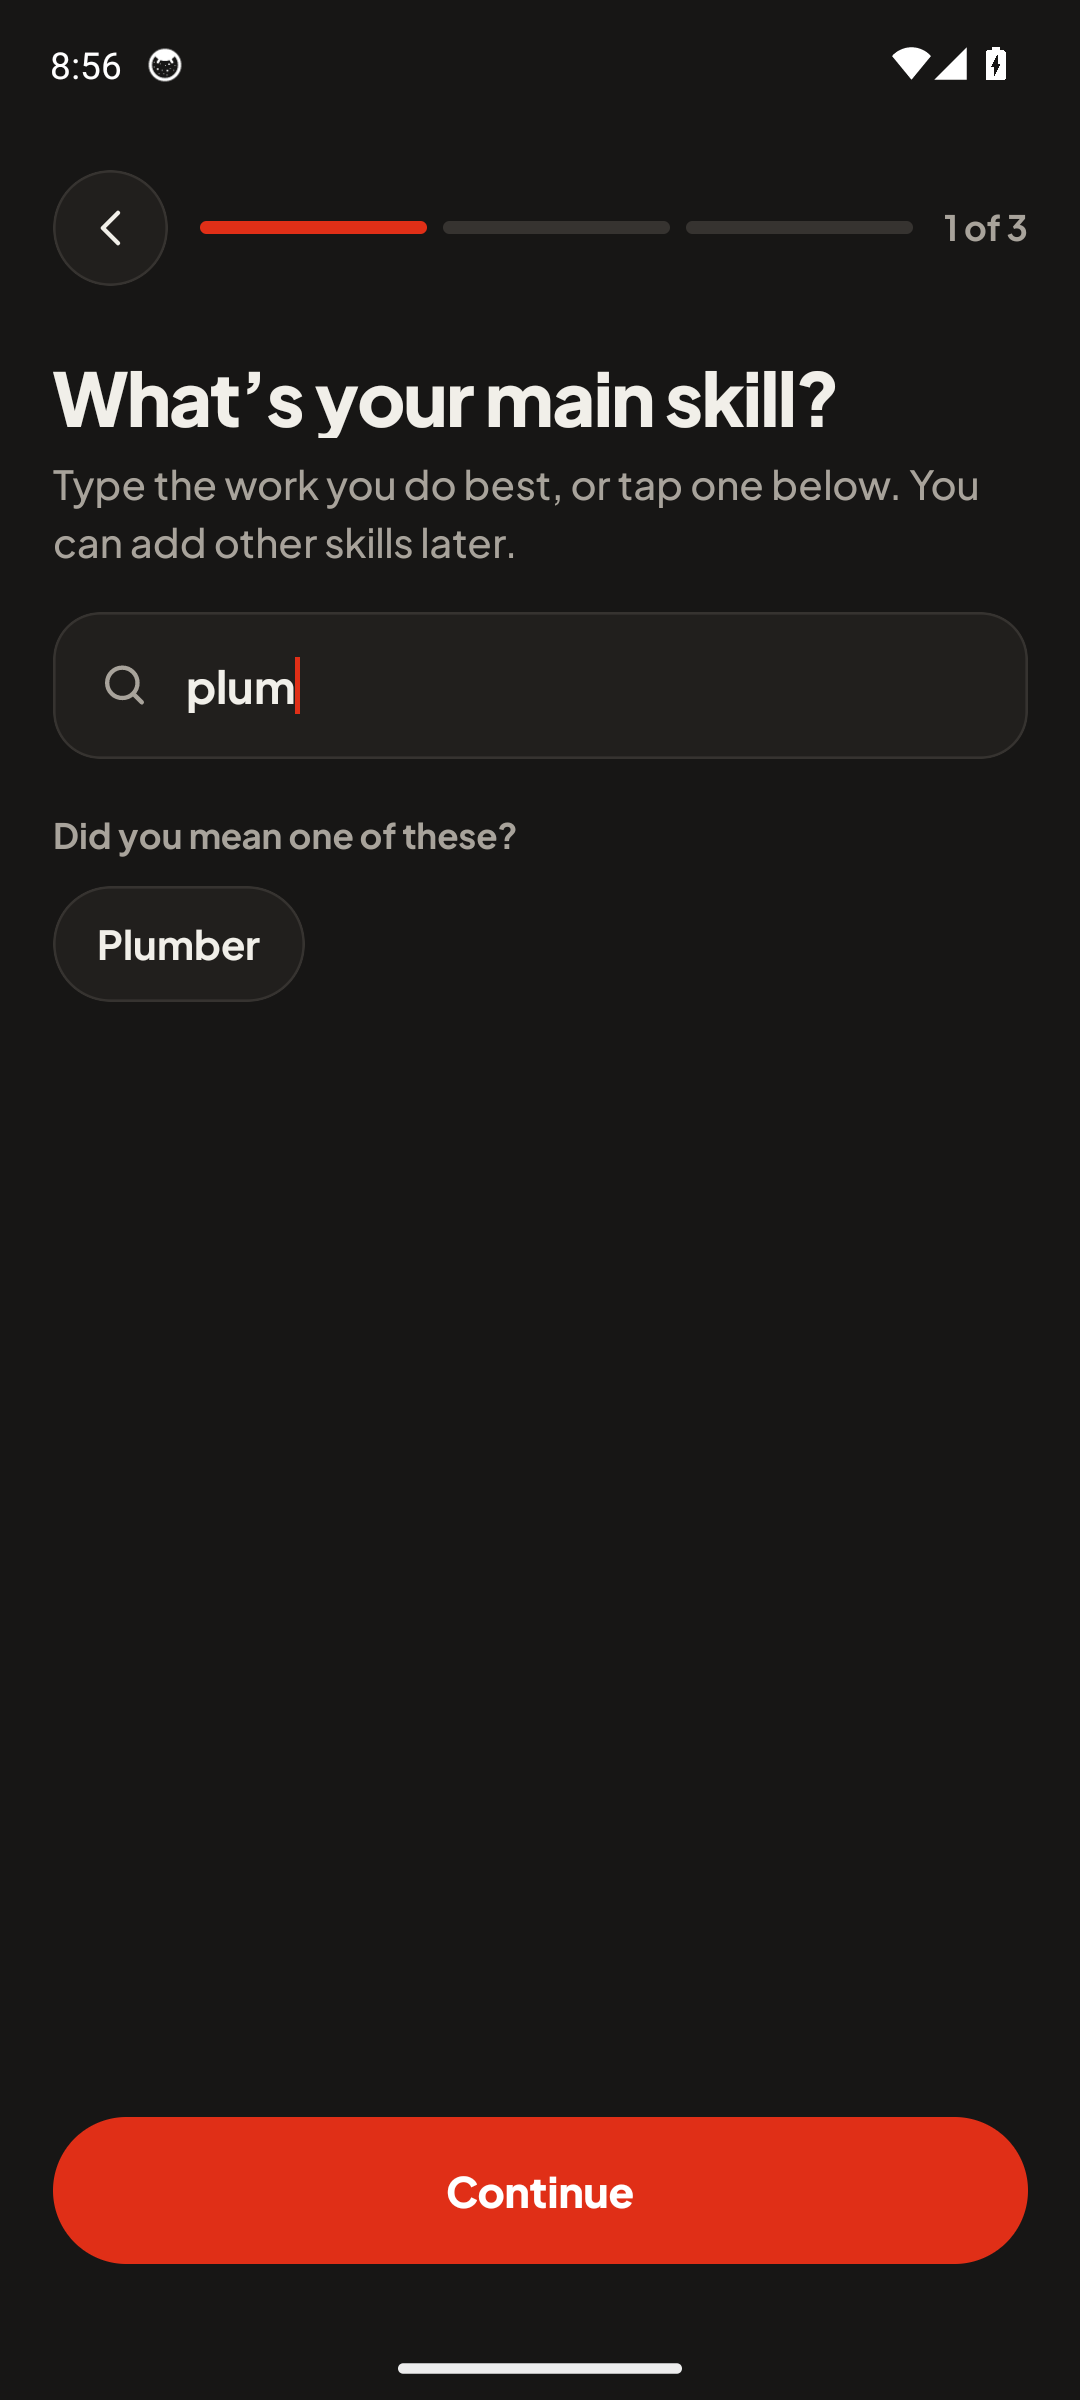 8:56
1 of 3
What’s your main skill?
Type the work you do best, or tap one below. You
can add other skills later.
plum
Did you mean one of these?
Plumber
Continue